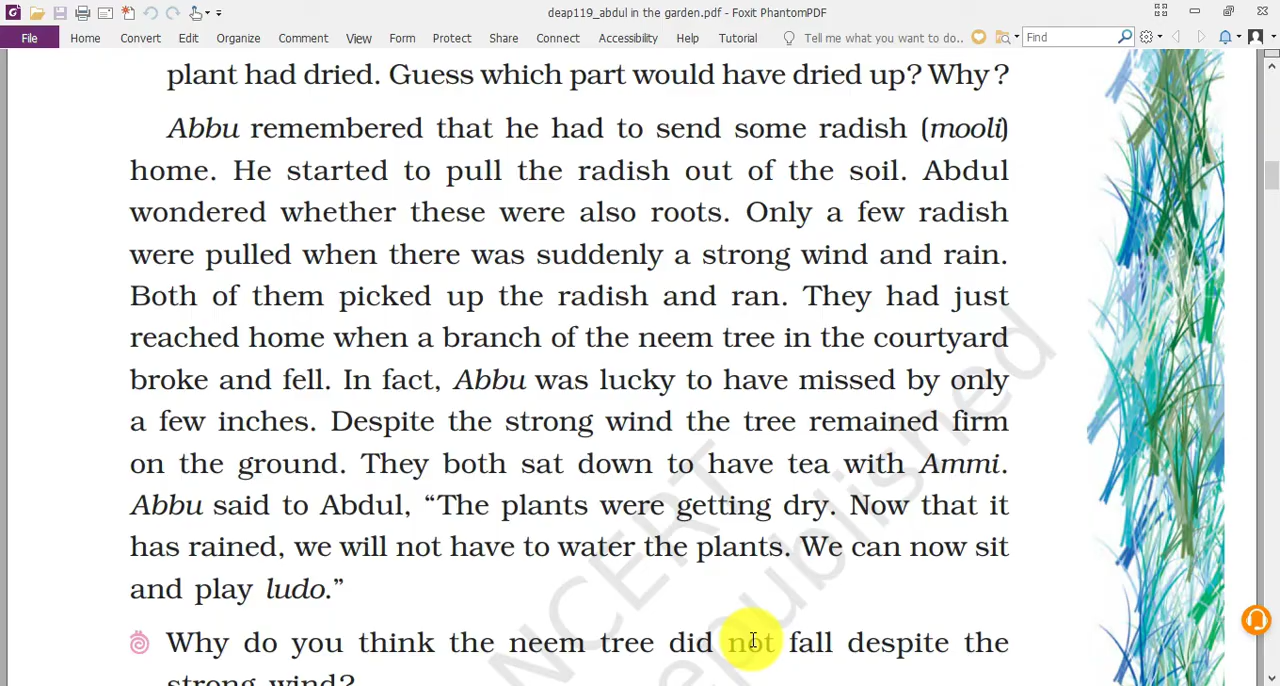 deap119_abdul in the garden.pdf - Foxit PhantomPDF
File Home Convert Edit Organize Comment View Form Protect Share Connect Accessibility Help Tutorial Tell me what you want to do.. Find
plant had dried. Guess which part would have dried up? Why?
Abbu remembered that he had to send some radish (mooli)
home. He started to pull the radish out of the soil. Abdul
wondered whether these were also roots. Only a few radish
were pulled when there was suddenly a strong wind and rain.
Both of them picked up the radish and ran. They had just
reached home when a branch of the neem tree in the courtyard
broke and fell. In fact, Abbu was lucky to have missed by only
a few inches. Despite the strong wind the tree remained firm
on the ground. They both sat down to have tea with Ammi.
Abbu said to Abdul, “The plants were getting dry. Now that it
has rained, we will not have to water the plants. We can now sit
and play ludo.”
Why do you think the neem tree did not fall despite the
strong wind?
NCERT
republished